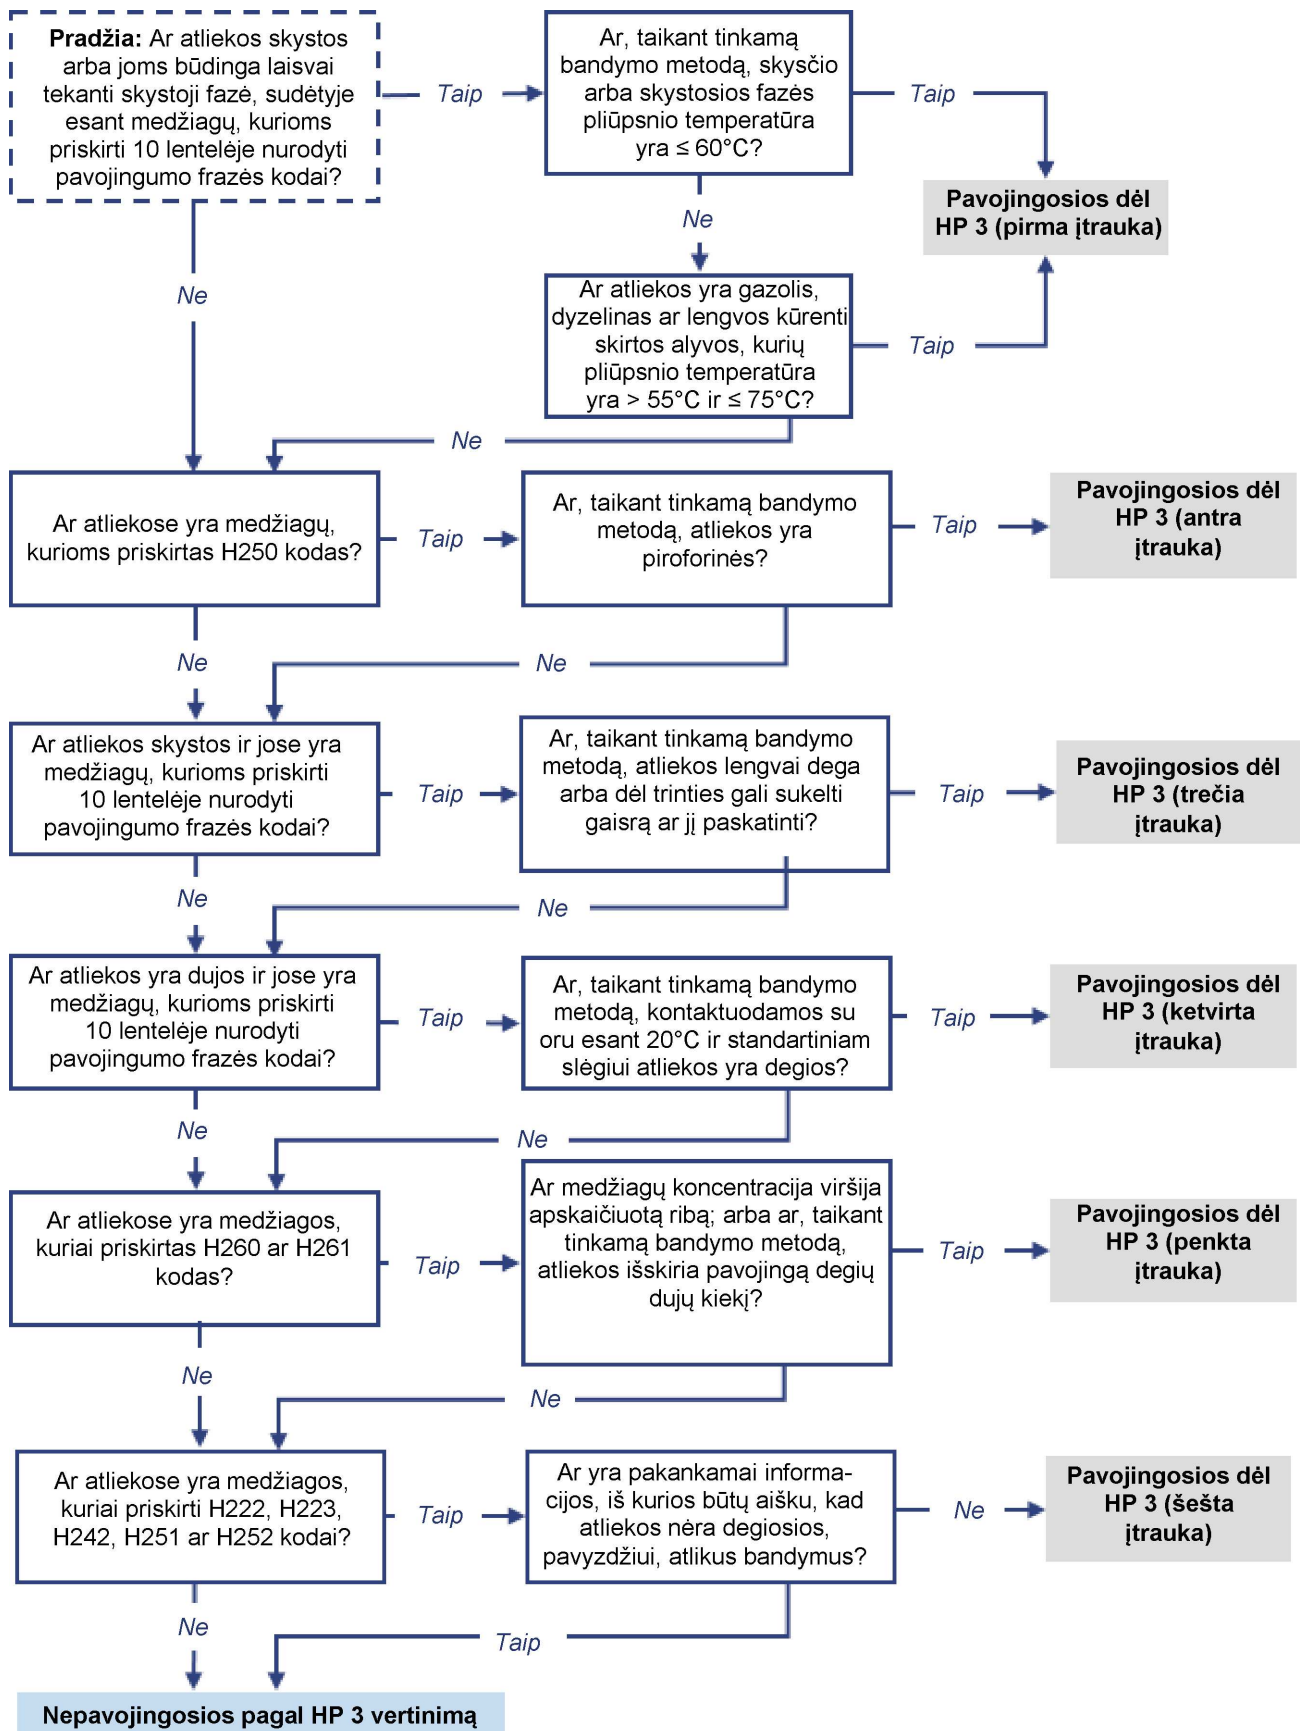 Pradžia: Ar atliekos skystos
arba joms būdinga laisvai
tekanti skystoji fazė, sudėtyje
esant medžiagų, kurioms
priskirti 10 lentelėje nurodyti
pavojingumo frazės kodai?
Taip
Ar, taikant tinkamą
bandymo metodą, skysčio
arba skystosios fazės
pliūpsnio temperatūra
yra ≤ 60°C?
Taip
Pavojingosios dėl
HP 3 (pirma įtrauka)
Ne
Ne
Ar atliekos yra gazolis,
dyzelinas ar lengvos kūrenti
skirtos alyvos, kurių
pliūpsnio temperatūra
yra > 55°C ir ≤ 75°C?
Taip
Ne
Ar atliekose yra medžiagų,
kurioms priskirtas H250 kodas?
Taip
Ar, taikant tinkamą bandymo
metodą, atliekos yra
piroforinės?
Taip
Pavojingosios dėl
HP 3 (antra
įtrauka)
Ne
Ne
Ar atliekos skystos ir jose yra
medžiagų, kurioms priskirti
10 lentelėje nurodyti
pavojingumo frazės kodai?
Taip
Ar, taikant tinkamą bandymo
metodą, atliekos lengvai dega
arba dėl trinties gali sukelti
gaisrą ar jį paskatinti?
Taip
Pavojingosios dėl
HP 3 (trečia
įtrauka)
Ne
Ne
Ar atliekos yra dujos ir jose yra
medžiagų, kurioms priskirti
10 lentelėje nurodyti
pavojingumo frazės kodai?
Taip
Ar, taikant tinkamą bandymo
metodą, kontaktuodamos su
oru esant 20°C ir standartiniam
slėgiui atliekos yra degios?
Taip
Pavojingosios dėl
HP 3 (ketvirta
įtrauka)
Ne
Ne
Ar atliekose yra medžiagos,
kuriai priskirtas H260 ar H261
kodas?
Taip
Ar medžiagų koncentracija viršija
apskaičiuotą ribą; arba ar, taikant
tinkamą bandymo metodą,
atliekos išskiria pavojingą degių
dujų kiekį?
Taip
Pavojingosios dėl
HP 3 (penkta
įtrauka)
Ne
Ne
Ar atliekose yra medžiagos,
kuriai priskirti H222, H223,
H242, H251 ar H252 kodai?
Taip
Ar yra pakankamai informa-
cijos, iš kurios būtų aišku, kad
atliekos nėra degiosios,
pavyzdžiui, atlikus bandymus?
Ne
Pavojingosios dėl
HP 3 (šešta
įtrauka)
Ne
Taip
Nepavojingosios pagal HP 3 vertinimą